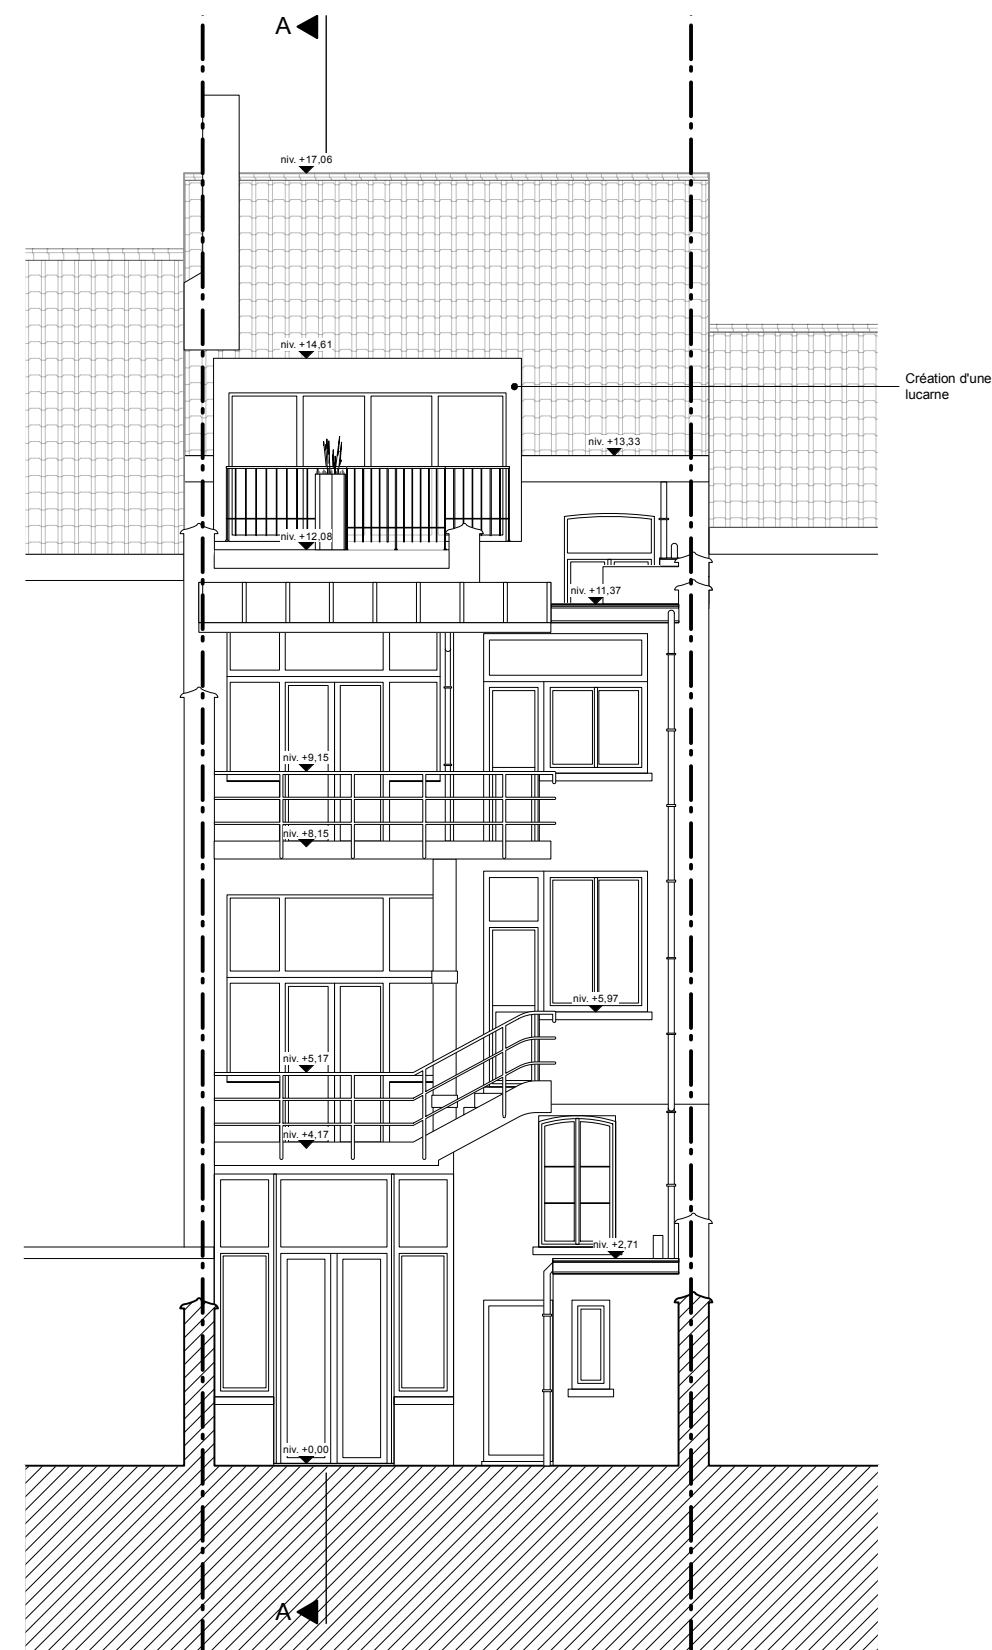 A
niv. +17,06
niv. +14,61
Création d'une
lucarne
niv. +13,33
niv. +12,08
niv. +11,37
niv. +9,15
niv. +8,15
niv. +5,97
niv. +5,17
niv. +4,17
niv. +2,71
niv. +0,00
A